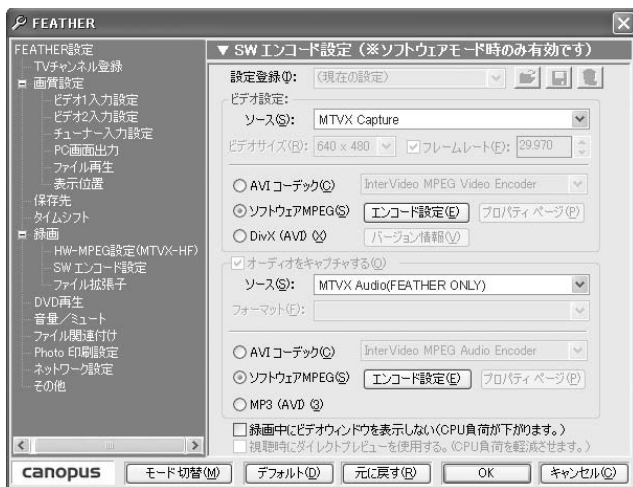 FEATHER
FEATHER設定
TVチャンネル登録
画質設定
ビデオ1入力設定
ビデオ2入力設定
チューナー入力設定
PC画面出力
ファイル再生
表示位置
保存先
タイムシフト
録画
HW-MPEG設定(MTVX-HF)
SWエンコード設定
ファイル拡張子
DVD再生
音量/ミュート
ファイル関連付け
Photo 印刷設定
ネットワーク設定
その他
▼ SWエンコード設定(※ソフトウェアモード時のみ有効です)
設定登録(I): (現在の設定)
ビデオ設定:
ソース(S): MTVX Capture
ビデオサイズ(R): 640 x 480 フレームレート(F): 29.970
AVIコーデック(C) InterVideo MPEG Video Encoder
ソフトウェアMPEG(S) エンコード設定(E) プロパティ ページ(P)
DivX (AVI) (X) バージョン情報(V)
オーディオをキャプチャする(O)
ソース(S): MTVX Audio(FEATHER ONLY)
フォーマット(F):
AVIコーデック(C) InterVideo MPEG Audio Encoder
ソフトウェアMPEG(S) エンコード設定(E) プロパティ ページ(P)
MP3 (AVI) (3)
録画中にビデオウィンドウを表示しない(CPU負荷が下がります。)
視聴時にダイレクトプレビューを使用する。(CPU負荷を軽減させます。)
canopus モード切替(M) デフォルト(D) 元に戻す(R) OK キャンセル(C)